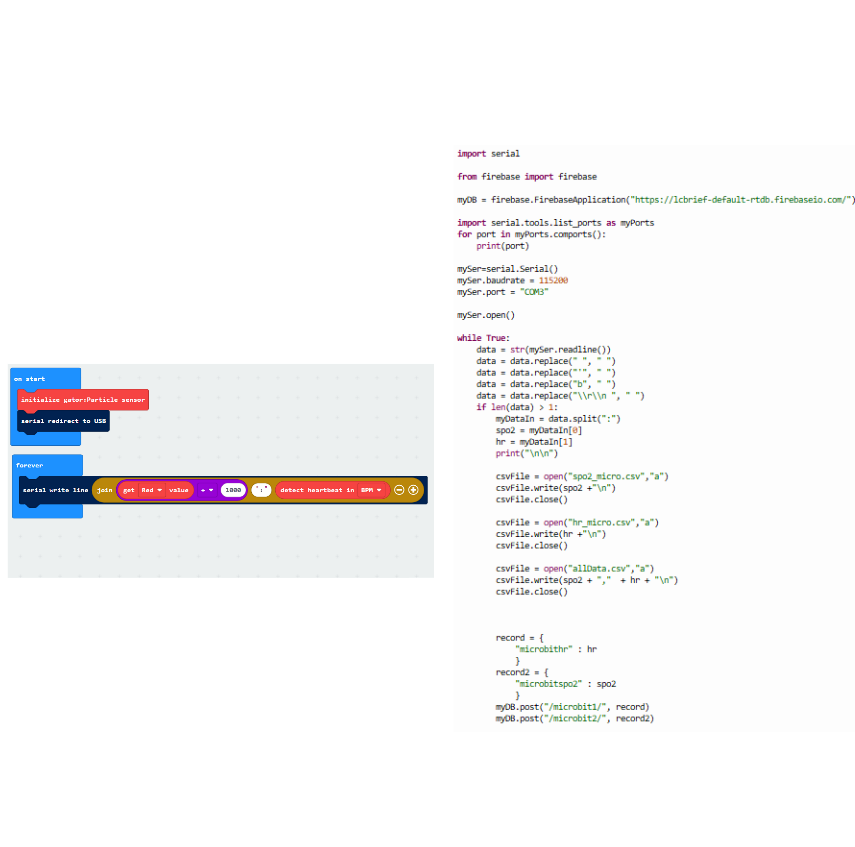 on start
initialize gator:Particle sensor
serial redirect to USB
forever
serial write line join get Red value ÷ 1000 ":" detect heartbeat in BPM
import serial
from firebase import firebase
myDB = firebase.FirebaseApplication("https://lcbrief-default-rtdb.firebaseio.com/")
import serial.tools.list_ports as myPorts
for port in myPorts.comports():
    print(port)
mySer=serial.Serial()
mySer.baudrate = 115200
mySer.port = "COM3"
mySer.open()
while True:
    data = str(mySer.readline())
    data = data.replace(" ", " ")
    data = data.replace("'", " ")
    data = data.replace("b", " ")
    data = data.replace("\\r\\n ", " ")
    if len(data) > 1:
        myDataIn = data.split(":")
        spo2 = myDataIn[0]
        hr = myDataIn[1]
        print("\n\n")
        csvFile = open("spo2_micro.csv","a")
        csvFile.write(spo2 +"\n")
        csvFile.close()
        csvFile = open("hr_micro.csv","a")
        csvFile.write(hr +"\n")
        csvFile.close()
        csvFile = open("allData.csv","a")
        csvFile.write(spo2 + ","  + hr + "\n")
        csvFile.close()
        record = {
            "microbithr" : hr
            }
        record2 = {
            "microbitspo2" : spo2
            }
        myDB.post("/microbit1/", record)
        myDB.post("/microbit2/", record2)